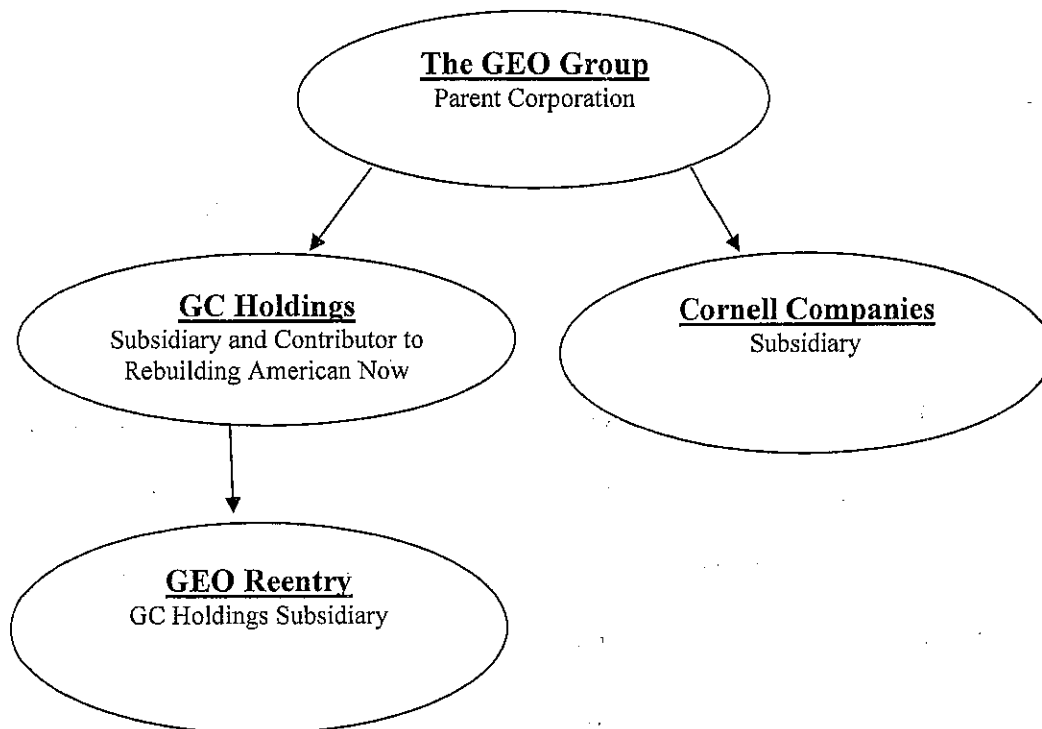 The GEO Group
Parent Corporation
GC Holdings
Subsidiary and Contributor to
Rebuilding American Now
Cornell Companies
Subsidiary
GEO Reentry
GC Holdings Subsidiary